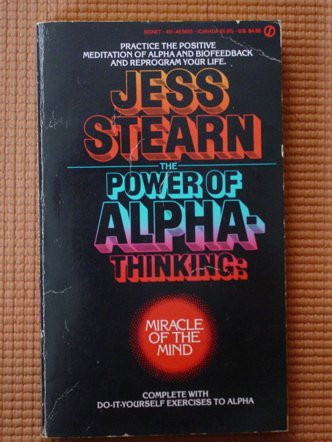 PRACTICE THE POSITIVE
MEDITATION OF ALPHA AND BIOFEEDBACK
AND REPROGRAM YOUR LIFE.
JESS
STEARN
THE
POWER OF
ALPHA-
THINKING:
MIRACLE
OF THE
MIND
COMPLETE WITH
DO-IT-YOURSELF EXERCISES TO ALPHA